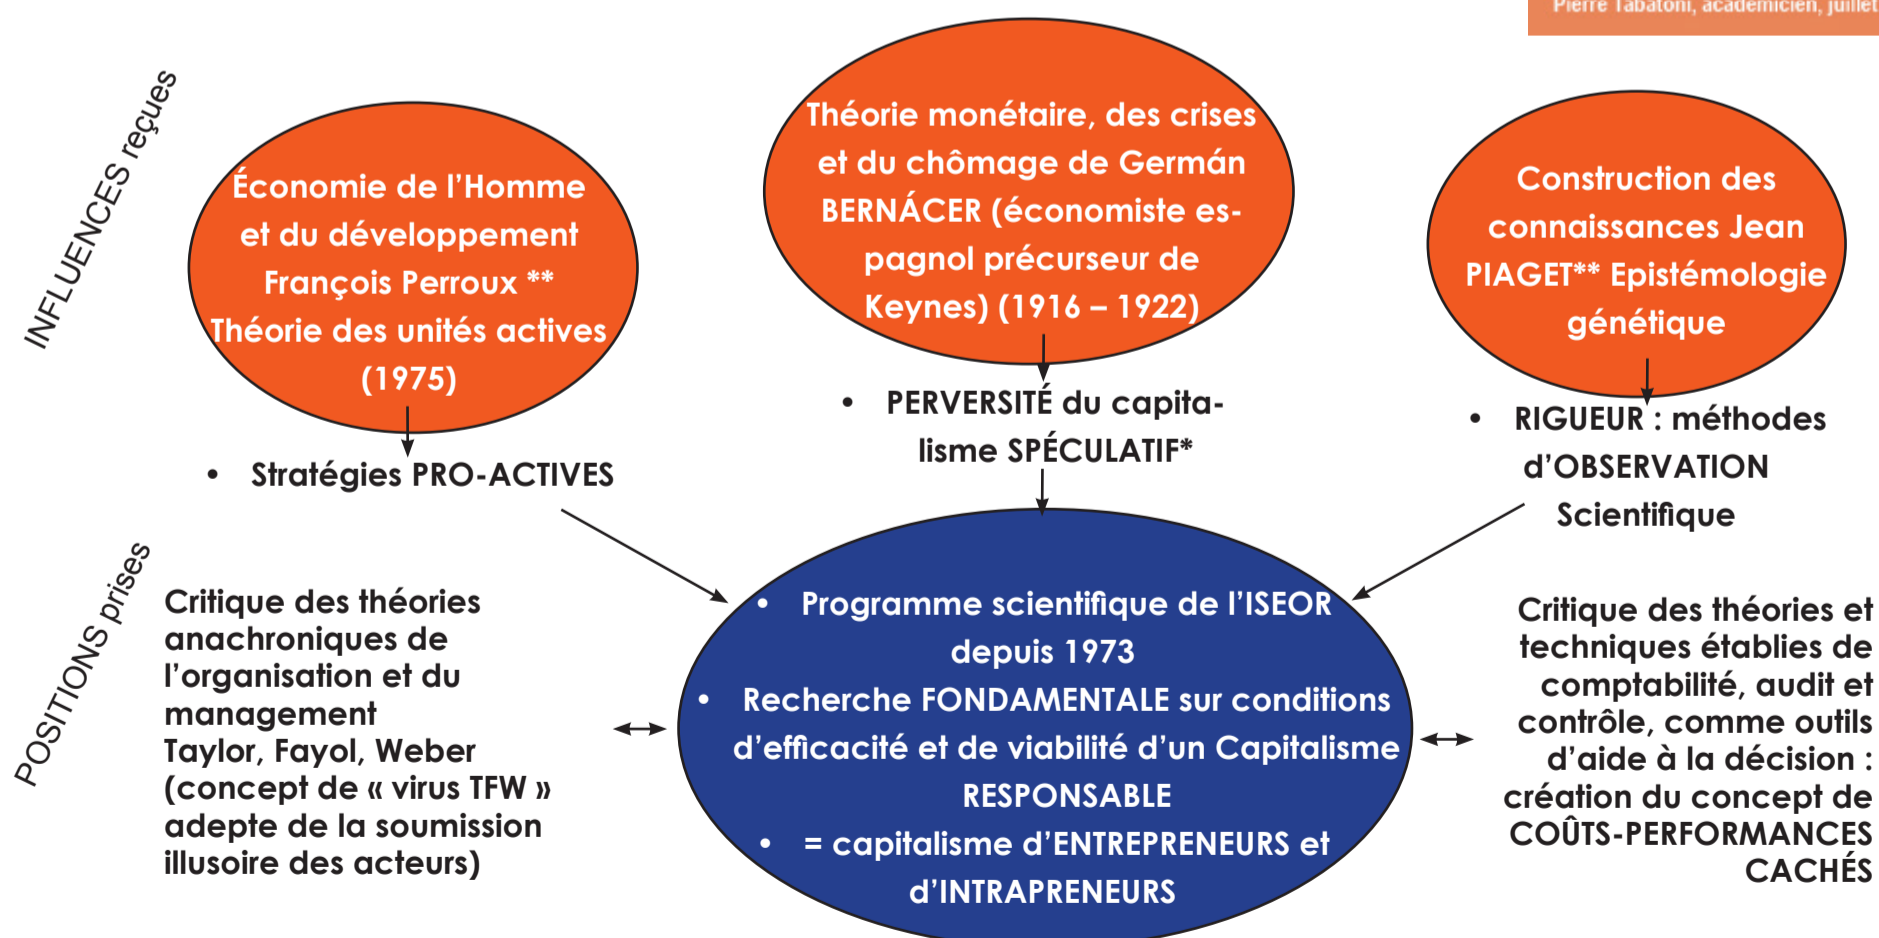 Pierre Tabatoni, académicien, juillet
INFLUENCES reçues
Économie de l'Homme
et du développement
François Perroux **
Théorie des unités actives
(1975)
Théorie monétaire, des crises
et du chômage de Germán
BERNÁCER (économiste es-
pagnol précurseur de
Keynes) (1916 – 1922)
Construction des
connaissances Jean
PIAGET** Epistémologie
génétique
• Stratégies PRO-ACTIVES
• PERVERSITÉ du capita-
lisme SPÉCULATIF*
• RIGUEUR : méthodes
d'OBSERVATION
Scientifique
POSITIONS prises
Critique des théories
anachroniques de
l'organisation et du
management
Taylor, Fayol, Weber
(concept de « virus TFW »
adepte de la soumission
illusoire des acteurs)
• Programme scientifique de l'ISEOR
depuis 1973
• Recherche FONDAMENTALE sur conditions
d'efficacité et de viabilité d'un Capitalisme
RESPONSABLE
• = capitalisme d'ENTREPRENEURS et
d'INTRAPRENEURS
Critique des théories et
techniques établies de
comptabilité, audit et
contrôle, comme outils
d'aide à la décision :
création du concept de
COÛTS-PERFORMANCES
CACHÉS